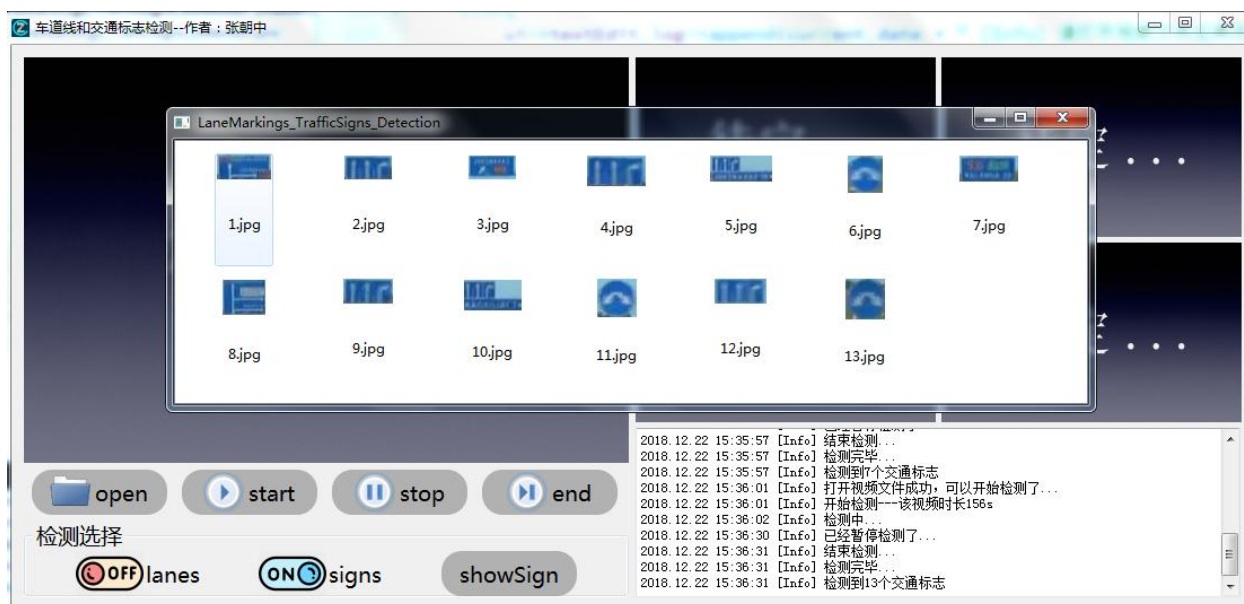 车道线和交通标志检测--作者：张朝中
LaneMarkings_TrafficSigns_Detection
1.jpg
2.jpg
3.jpg
4.jpg
5.jpg
6.jpg
7.jpg
8.jpg
9.jpg
10.jpg
11.jpg
12.jpg
13.jpg
2018.12.22 15:35:57 [Info] 结束检测...
2018.12.22 15:35:57 [Info] 检测完毕...
2018.12.22 15:35:57 [Info] 检测到7个交通标志
2018.12.22 15:36:01 [Info] 打开视频文件成功，可以开始检测了...
2018.12.22 15:36:01 [Info] 开始检测---该视频时长156s
2018.12.22 15:36:02 [Info] 检测中...
2018.12.22 15:36:30 [Info] 已经暂停检测了...
2018.12.22 15:36:31 [Info] 结束检测...
2018.12.22 15:36:31 [Info] 检测完毕...
2018.12.22 15:36:31 [Info] 检测到13个交通标志
open
start
stop
end
检测选择
OFF lanes
ON signs
showSign